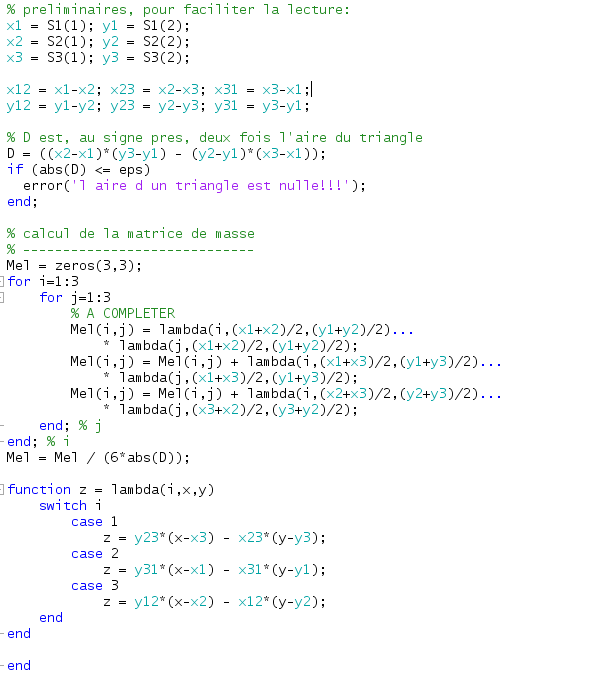 % preliminaires, pour faciliter la lecture:
x1 = S1(1); y1 = S1(2);
x2 = S2(1); y2 = S2(2);
x3 = S3(1); y3 = S3(2);
x12 = x1-x2; x23 = x2-x3; x31 = x3-x1;
y12 = y1-y2; y23 = y2-y3; y31 = y3-y1;
% D est, au signe pres, deux fois l'aire du triangle
D = ((x2-x1)*(y3-y1) - (y2-y1)*(x3-x1));
if (abs(D) <= eps)
  error('l aire d un triangle est nulle!!!');
end;
% calcul de la matrice de masse
% -----------------------------
Mel = zeros(3,3);
for i=1:3
    for j=1:3
        % A COMPLETER
        Mel(i,j) = lambda(i,(x1+x2)/2,(y1+y2)/2)...
            * lambda(j,(x1+x2)/2,(y1+y2)/2);
        Mel(i,j) = Mel(i,j) + lambda(i,(x1+x3)/2,(y1+y3)/2)...
            * lambda(j,(x1+x3)/2,(y1+y3)/2);
        Mel(i,j) = Mel(i,j) + lambda(i,(x2+x3)/2,(y2+y3)/2)...
            * lambda(j,(x3+x2)/2,(y3+y2)/2);
    end; % j
end; % i
Mel = Mel / (6*abs(D));
function z = lambda(i,x,y)
    switch i
        case 1
            z = y23*(x-x3) - x23*(y-y3);
        case 2
            z = y31*(x-x1) - x31*(y-y1);
        case 3
            z = y12*(x-x2) - x12*(y-y2);
    end
end
end